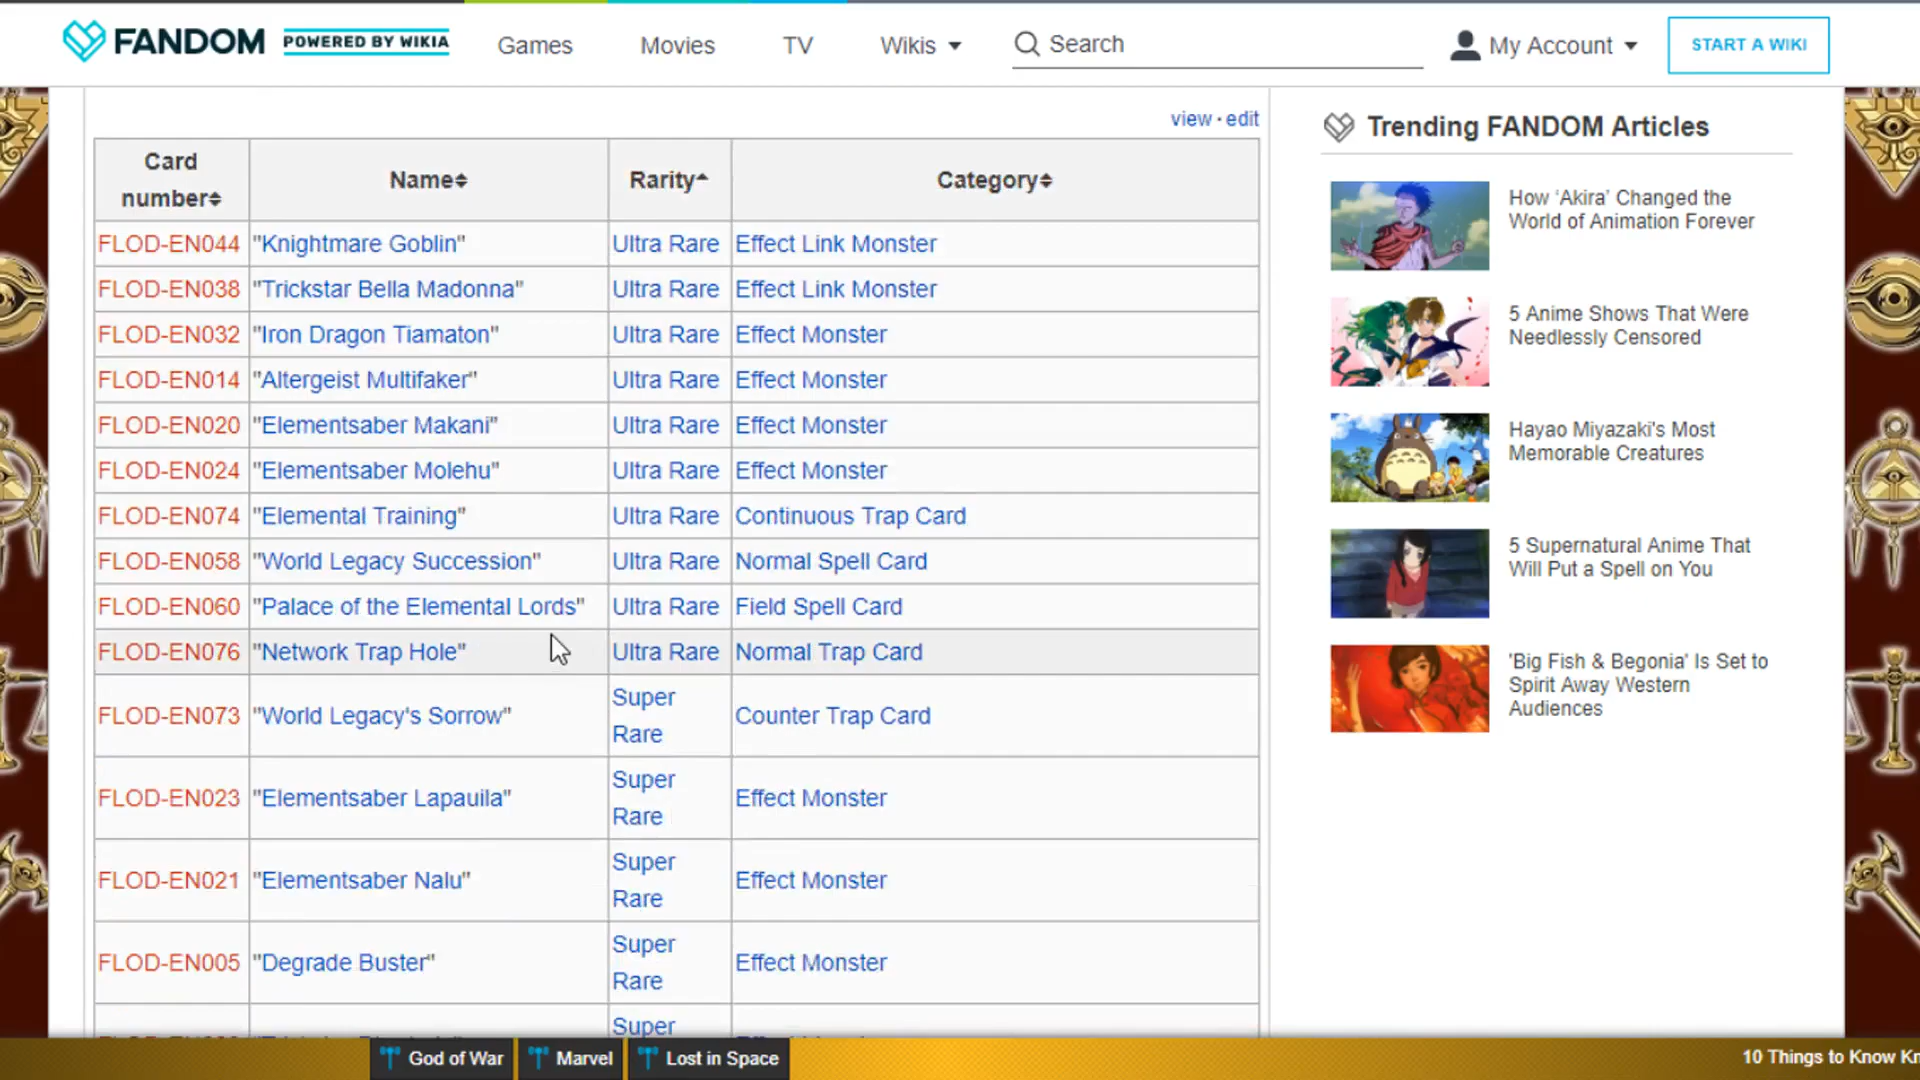 FANDOM POWERED BY WIKIA Games Movies TV Wikis Search My Account START A WIKI
view · edit
Card number Name Rarity Category
FLOD-EN044 "Knightmare Goblin" Ultra Rare Effect Link Monster
FLOD-EN038 "Trickstar Bella Madonna" Ultra Rare Effect Link Monster
FLOD-EN032 "Iron Dragon Tiamaton" Ultra Rare Effect Monster
FLOD-EN014 "Altergeist Multifaker" Ultra Rare Effect Monster
FLOD-EN020 "Elementsaber Makani" Ultra Rare Effect Monster
FLOD-EN024 "Elementsaber Molehu" Ultra Rare Effect Monster
FLOD-EN074 "Elemental Training" Ultra Rare Continuous Trap Card
FLOD-EN058 "World Legacy Succession" Ultra Rare Normal Spell Card
FLOD-EN060 "Palace of the Elemental Lords" Ultra Rare Field Spell Card
FLOD-EN076 "Network Trap Hole" Ultra Rare Normal Trap Card
FLOD-EN073 "World Legacy's Sorrow" Super Rare Counter Trap Card
FLOD-EN023 "Elementsaber Lapauila" Super Rare Effect Monster
FLOD-EN021 "Elementsaber Nalu" Super Rare Effect Monster
FLOD-EN005 "Degrade Buster" Super Rare Effect Monster
Super
Trending FANDOM Articles
How ‘Akira’ Changed the
World of Animation Forever
5 Anime Shows That Were
Needlessly Censored
Hayao Miyazaki's Most
Memorable Creatures
5 Supernatural Anime That
Will Put a Spell on You
'Big Fish & Begonia' Is Set to
Spirit Away Western
Audiences
God of War Marvel Lost in Space 10 Things to Know